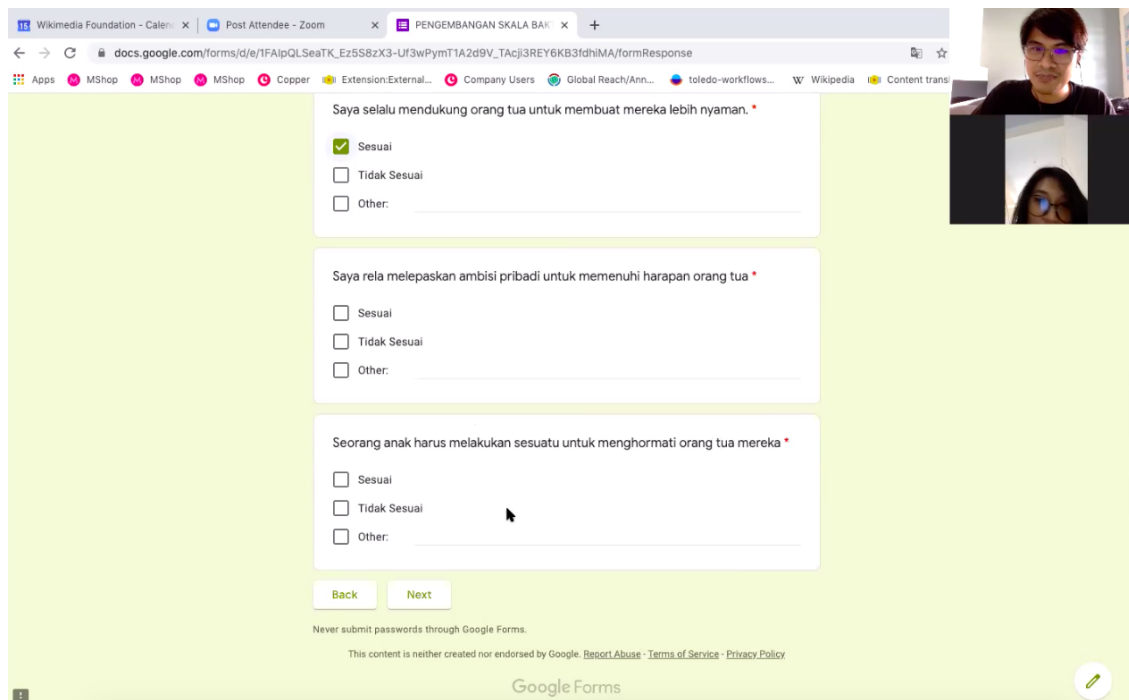 Wikimedia Foundation - Calen
Post Attendee - Zoom
PENGEMBANGAN SKALA BAK
docs.google.com/forms/d/e/1FAIpQLSeaTK_Ez5S8zX3-Uf3wPymT1A2d9V_TAcji3REY6KB3fdhiMA/formResponse
Apps MShop MShop MShop Copper Extension:External... Company Users Global Reach/Ann... toledo-workflows... Wikipedia Content transl
Saya selalu mendukung orang tua untuk membuat mereka lebih nyaman. *
Sesuai
Tidak Sesuai
Other:
Saya rela melepaskan ambisi pribadi untuk memenuhi harapan orang tua *
Sesuai
Tidak Sesuai
Other:
Seorang anak harus melakukan sesuatu untuk menghormati orang tua mereka *
Sesuai
Tidak Sesuai
Other:
Back Next
Never submit passwords through Google Forms.
This content is neither created nor endorsed by Google. Report Abuse - Terms of Service - Privacy Policy
Google Forms